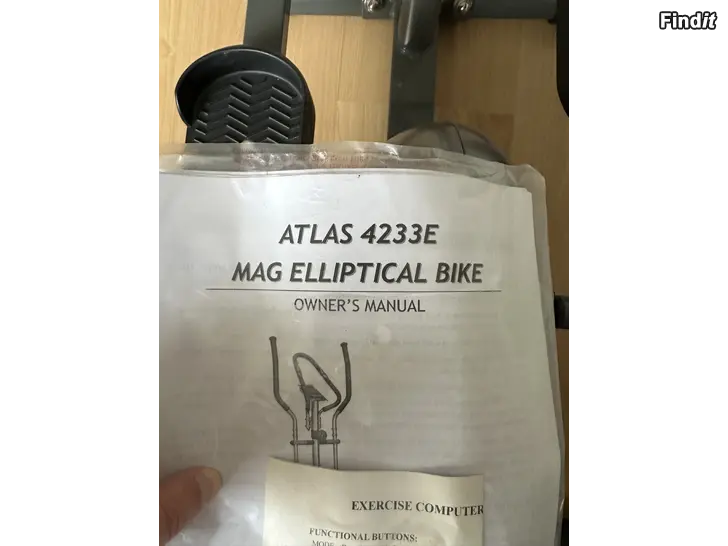 Findit
ATLAS 4233E
MAG ELLIPTICAL BIKE
OWNER'S MANUAL
EXERCISE COMPUTER
FUNCTIONAL BUTTONS: